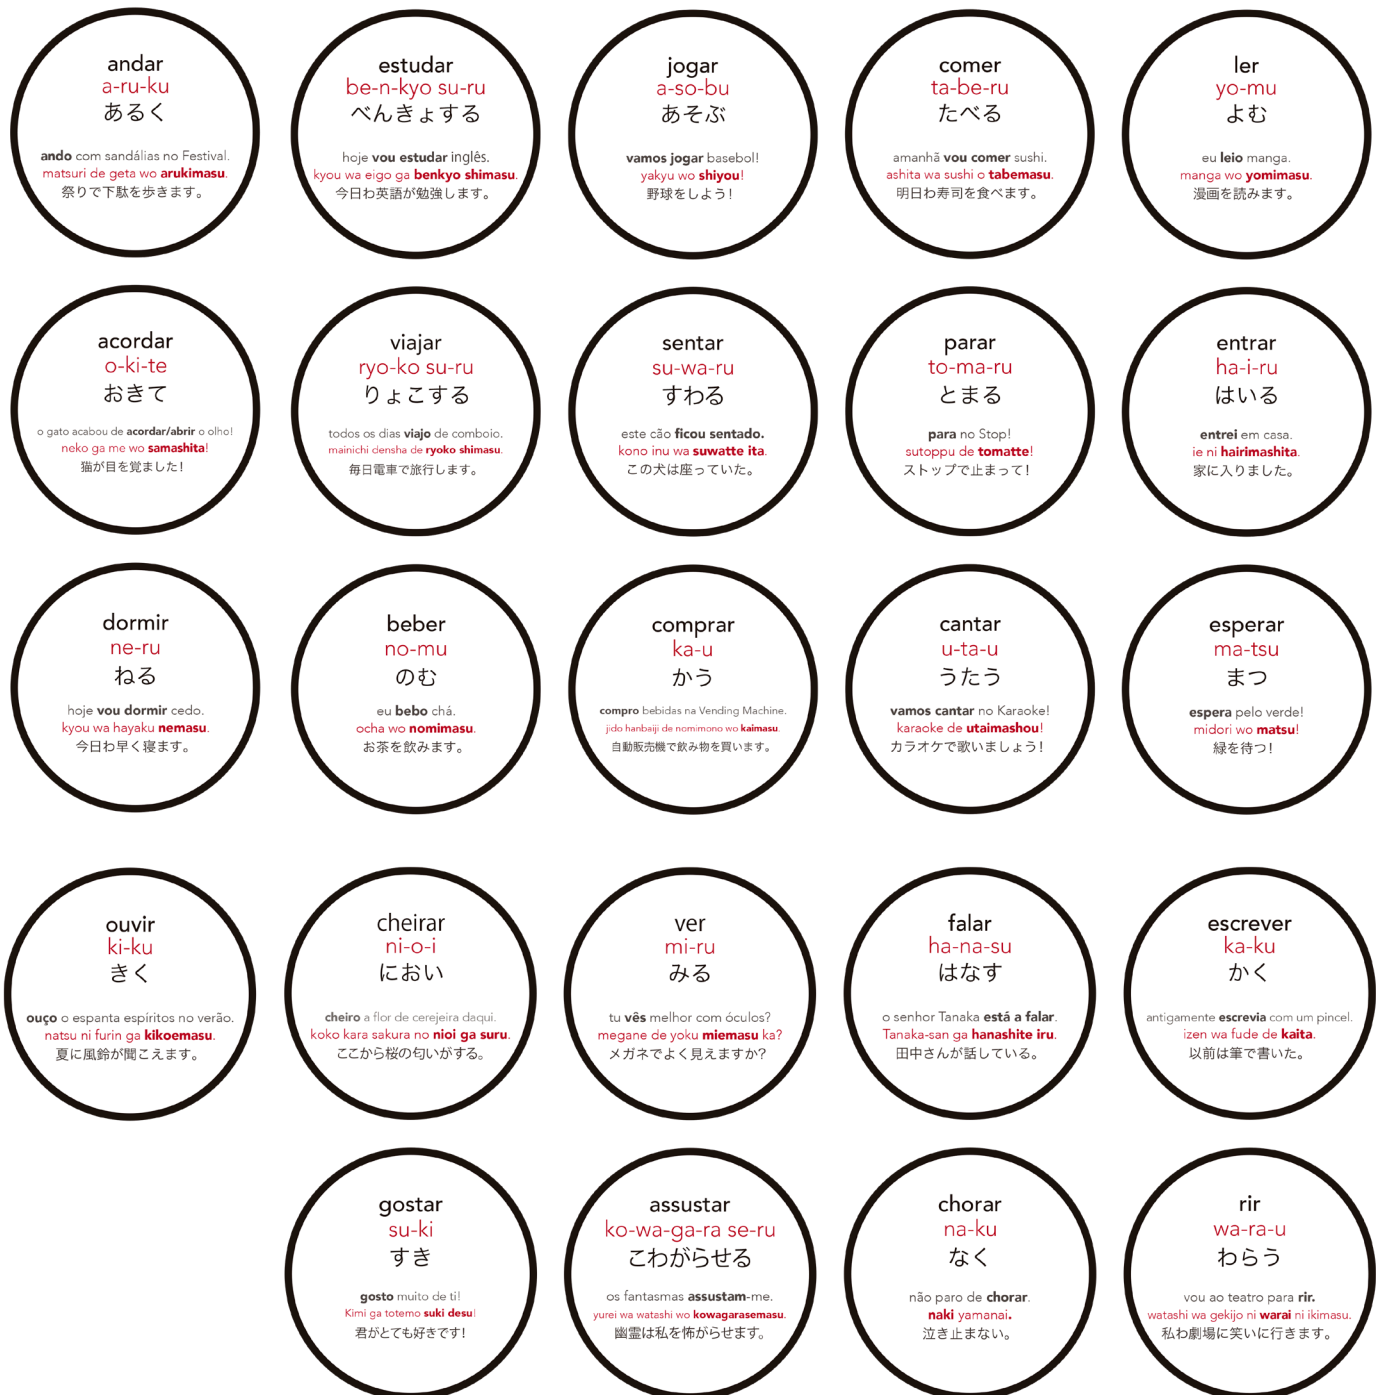 andar
a-ru-ku
あるく
ando com sandálias no Festival.
matsuri de geta wo arukimasu.
祭りで下駄を歩きます。
estudar
be-n-kyo su-ru
べんきょする
hoje vou estudar inglês.
kyou wa eigo ga benkyo shimasu.
今日わ英語が勉強します。
jogar
a-so-bu
あそぶ
vamos jogar basebol!
yakyu wo shiyou!
野球をしよう!
comer
ta-be-ru
たべる
amanhã vou comer sushi.
ashita wa sushi o tabemasu.
明日わ寿司を食べます。
ler
yo-mu
よむ
eu leio manga.
manga wo yomimasu.
漫画を読みます。
acordar
o-ki-te
おきて
o gato acabou de acordar/abrir o olho!
neko ga me wo samashita!
猫が目を覚ました!
viajar
ryo-ko su-ru
りょこする
todos os dias viajo de comboio.
mainichi densha de ryoko shimasu.
毎日電車で旅行します。
sentar
su-wa-ru
すわる
este cão ficou sentado.
kono inu wa suwatte ita.
この犬は座っていた。
parar
to-ma-ru
とまる
para no Stop!
sutoppu de tomatte!
ストップで止まって!
entrar
ha-i-ru
はいる
entrei em casa.
ie ni hairimashita.
家に入りました。
dormir
ne-ru
ねる
hoje vou dormir cedo.
kyou wa hayaku nemasu.
今日わ早く寝ます。
beber
no-mu
のむ
eu bebo chá.
ocha wo nomimasu.
お茶を飲みます。
comprar
ka-u
かう
compro bebidas na Vending Machine.
jido hanbaiji de nomimono wo kaimasu.
自動販売機で飲み物を買います。
cantar
u-ta-u
うたう
vamos cantar no Karaoke!
karaoke de utaimashou!
カラオケで歌いましょう!
esperar
ma-tsu
まつ
espera pelo verde!
midori wo matsu!
緑を待つ!
ouvir
ki-ku
きく
ouço o espanta espíritos no verão.
natsu ni furin ga kikoemasu.
夏に風鈴が聞こえます。
cheirar
ni-o-i
におい
cheiro a flor de cerejeira daqui.
koko kara sakura no nioi ga suru.
ここから桜の匂いがする。
ver
mi-ru
みる
tu vês melhor com óculos?
megane de yoku miemasu ka?
メガネでよく見えますか?
falar
ha-na-su
はなす
o senhor Tanaka está a falar.
Tanaka-san ga hanashite iru.
田中さんが話している。
escrever
ka-ku
かく
antigamente escrevia com um pincel.
izen wa fude de kaita.
以前は筆で書いた。
gostar
su-ki
すき
gosto muito de ti!
Kimi ga totemo suki desu!
君がとても好きです!
assustar
ko-wa-ga-ra se-ru
こわがらせる
os fantasmas assustam-me.
yurei wa watashi wo kowagarasemasu.
幽霊は私を怖がらせます。
chorar
na-ku
なく
não paro de chorar.
naki yamanai.
泣き止まない。
rir
wa-ra-u
わらう
vou ao teatro para rir.
watashi wa gekijo ni warai ni ikimasu.
私わ劇場に笑いに行きます。